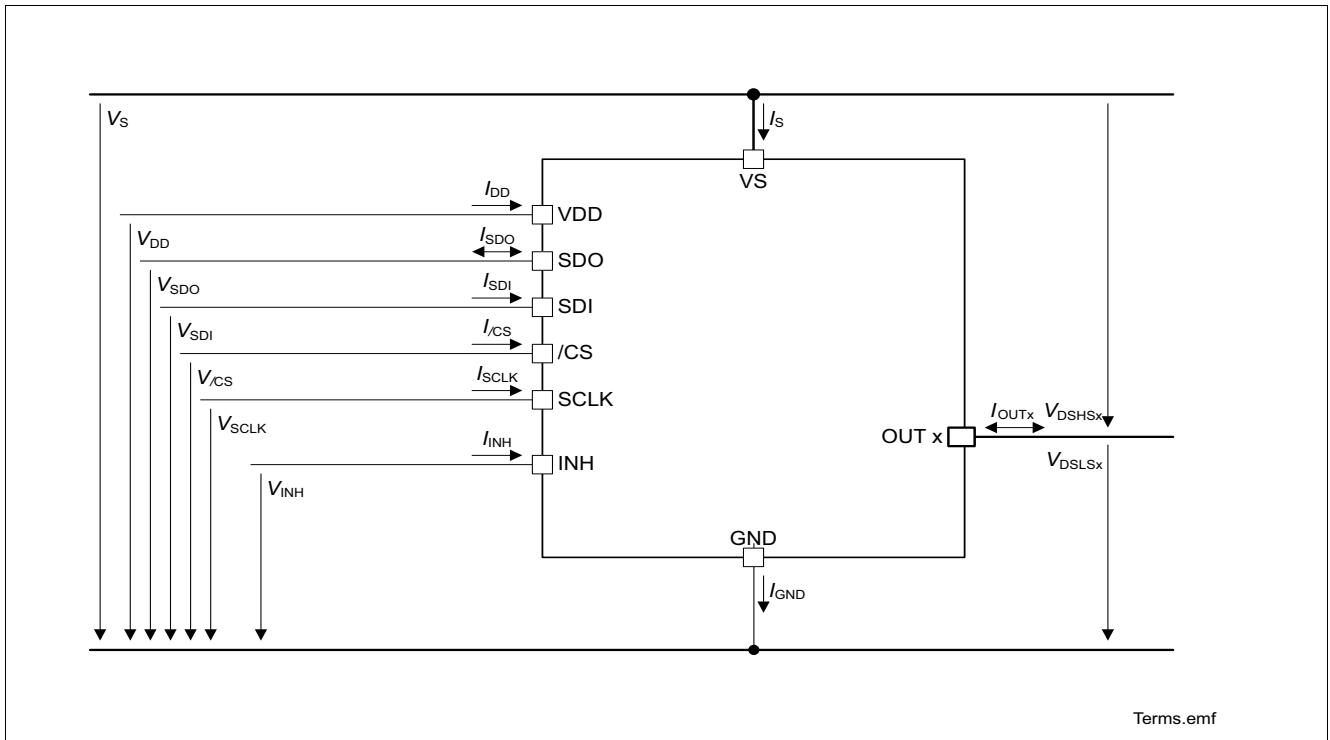 VS
IS
VS
IDD
VDD
VDD
ISDO
SDO
VSDO
ISDI
SDI
VSDI
I/CS
/CS
V/CS
ISCLK
SCLK
VSCLK
IOUTx
VDSHSx
OUT x
IINH
INH
VDSLSx
VINH
GND
IGND
Terms.emf